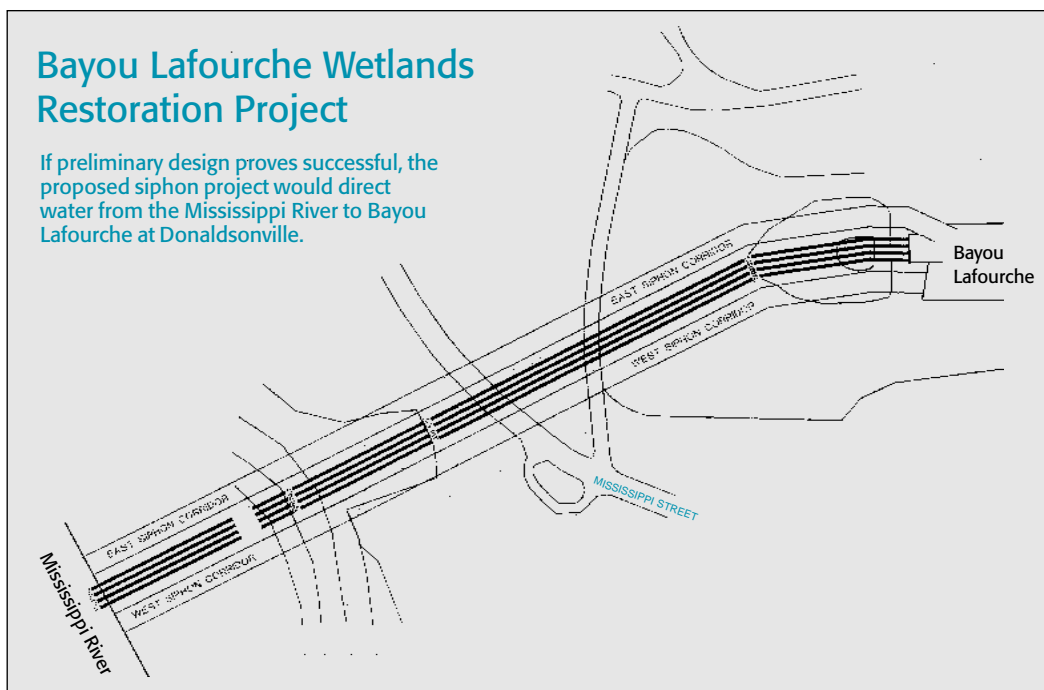 Bayou Lafourche Wetlands
Restoration Project
If preliminary design proves successful, the
proposed siphon project would direct
water from the Mississippi River to Bayou
Lafourche at Donaldsonville.
EAST SIPHON CORRIDOR
WEST SIPHON CORRIDOR
Bayou
Lafourche
MISSISSIPPI STREET
EAST SIPHON CORRIDOR
WEST SIPHON CORRIDOR
Mississippi River